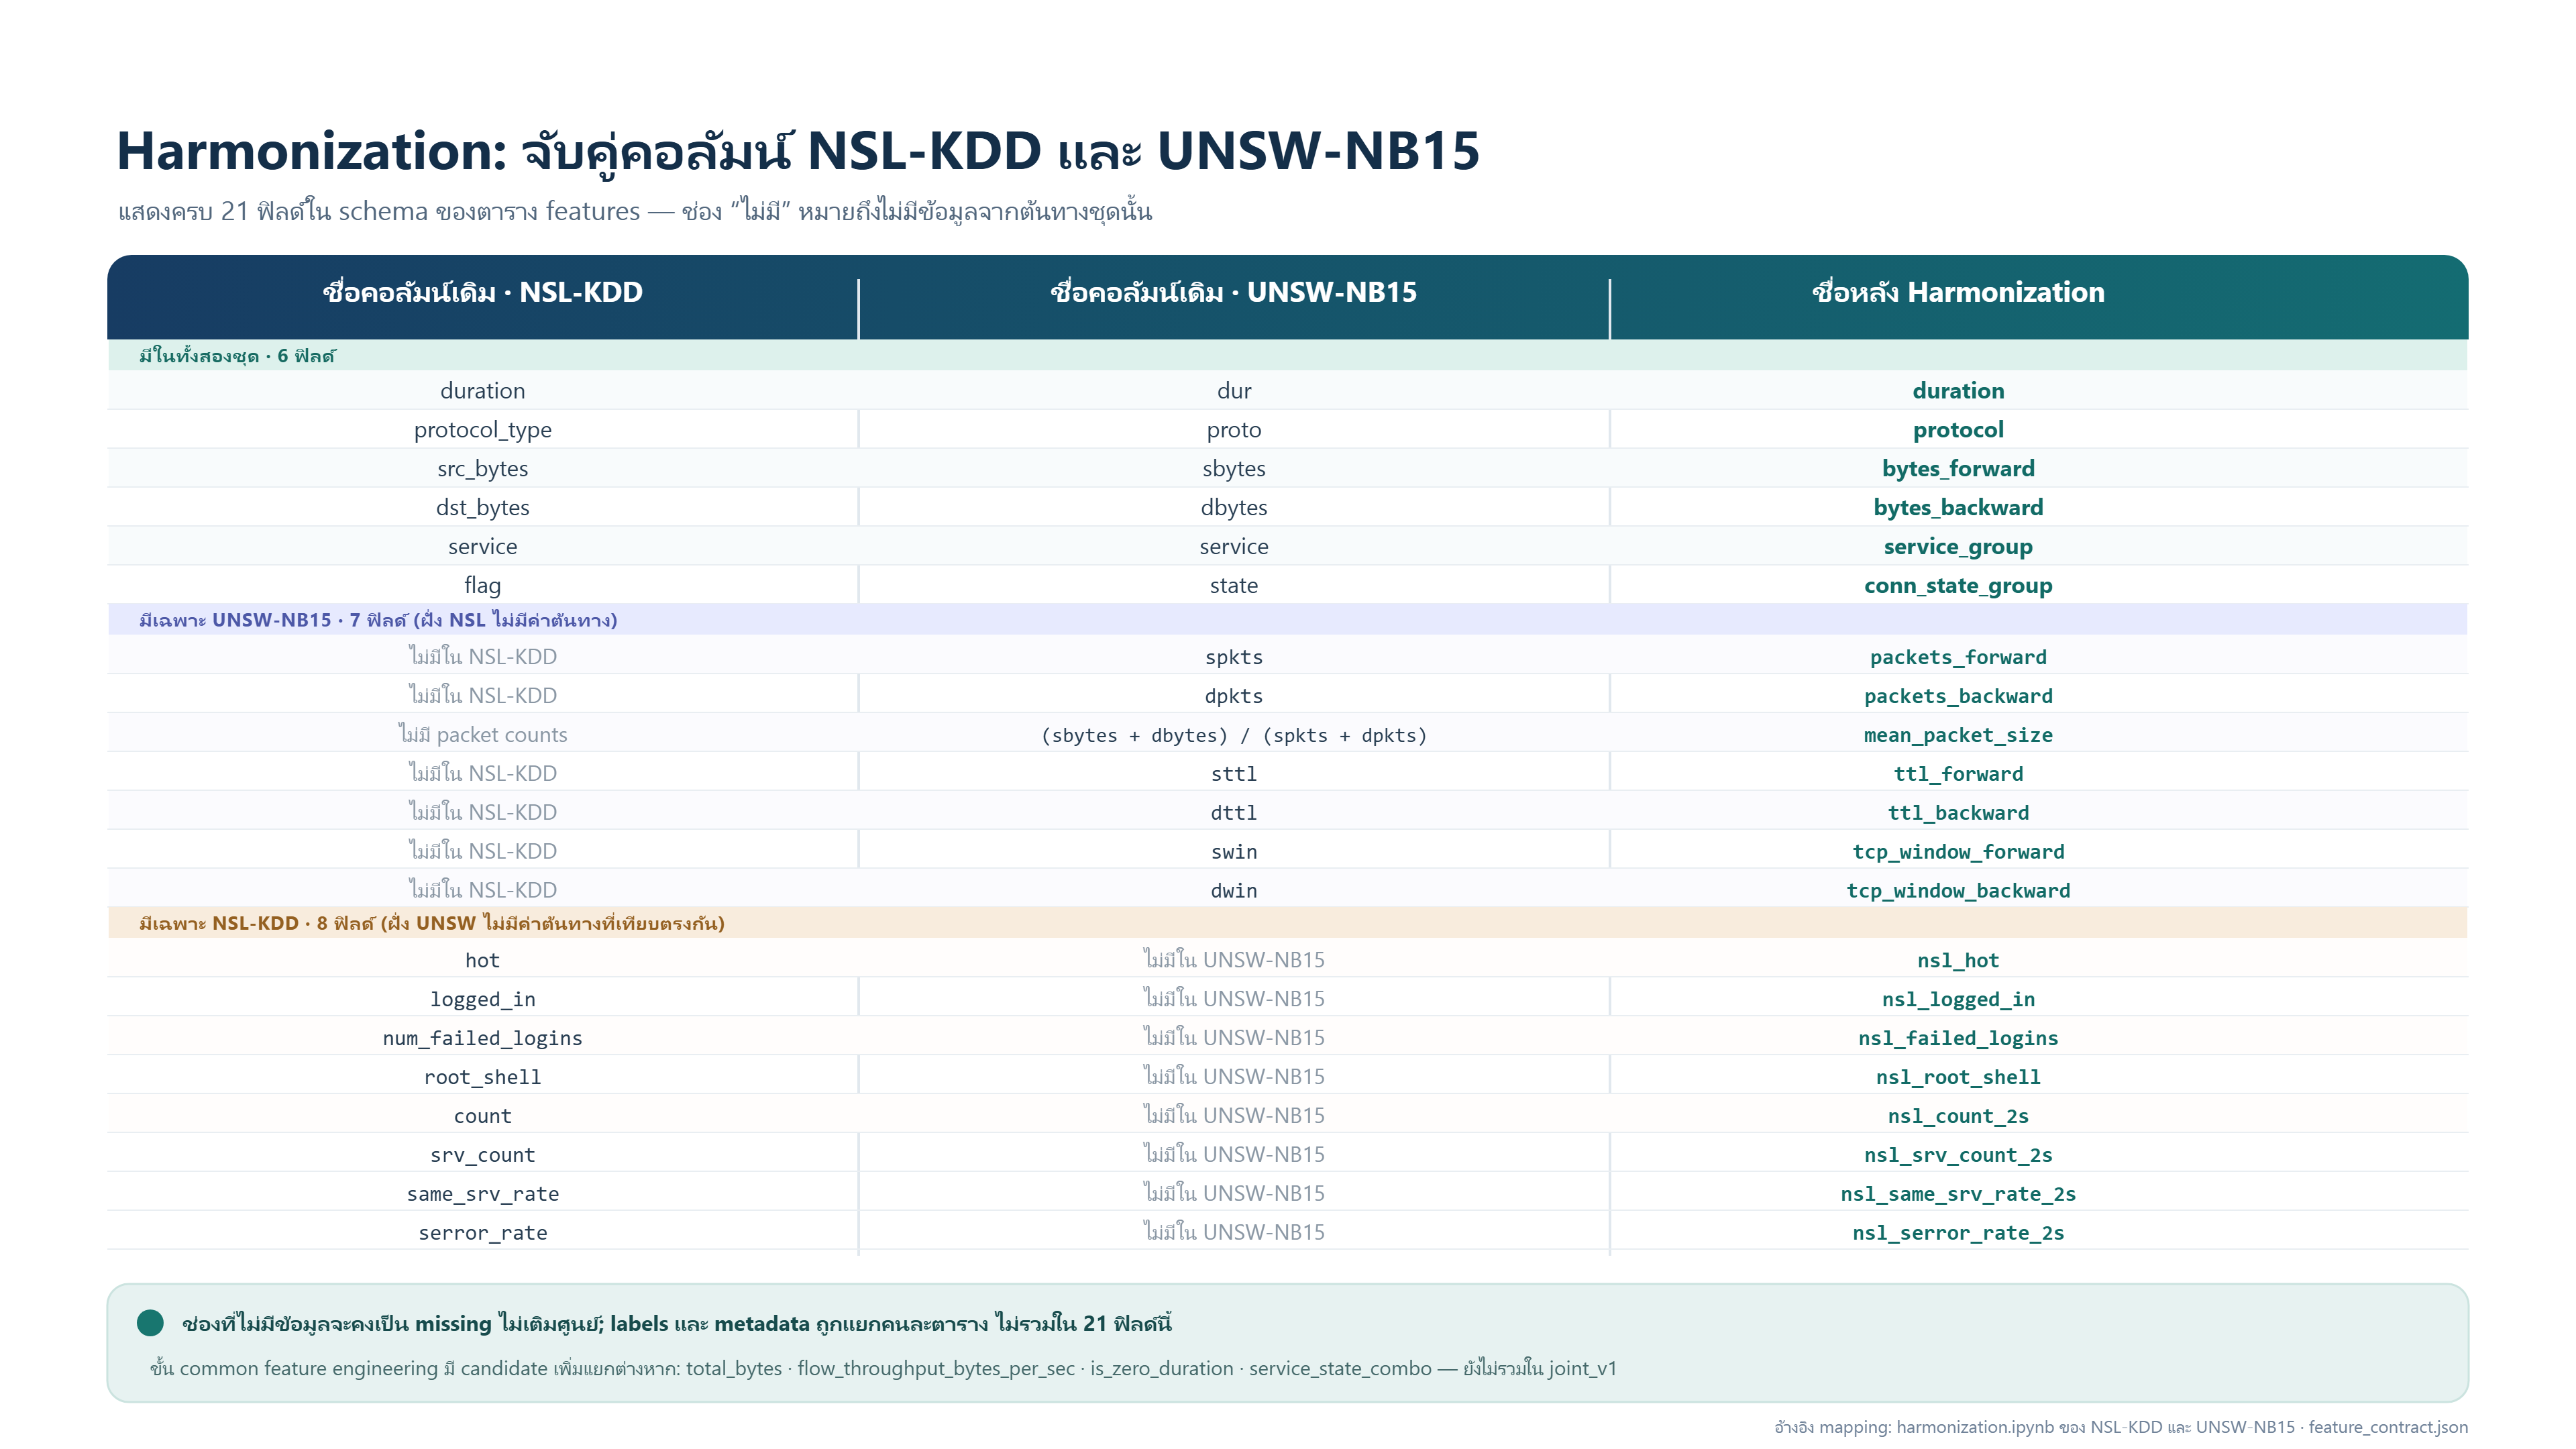 Harmonization: จับคู่คอลัมน์ NSL-KDD และ UNSW-NB15
แสดงครบ 21 ฟิลด์ใน schema ของตาราง features — ช่อง “ไม่มี” หมายถึงไม่มีข้อมูลจากต้นทางชุดนั้น
ชื่อคอลัมน์เดิม · NSL-KDD ชื่อคอลัมน์เดิม · UNSW-NB15 ชื่อหลัง Harmonization
มีในทั้งสองชุด · 6 ฟิลด์
duration dur duration
protocol_type proto protocol
src_bytes sbytes bytes_forward
dst_bytes dbytes bytes_backward
service service service_group
flag state conn_state_group
มีเฉพาะ UNSW-NB15 · 7 ฟิลด์ (ฝั่ง NSL ไม่มีค่าต้นทาง)
ไม่มีใน NSL-KDD spkts packets_forward
ไม่มีใน NSL-KDD dpkts packets_backward
ไม่มี packet counts (sbytes + dbytes) / (spkts + dpkts) mean_packet_size
ไม่มีใน NSL-KDD sttl ttl_forward
ไม่มีใน NSL-KDD dttl ttl_backward
ไม่มีใน NSL-KDD swin tcp_window_forward
ไม่มีใน NSL-KDD dwin tcp_window_backward
มีเฉพาะ NSL-KDD · 8 ฟิลด์ (ฝั่ง UNSW ไม่มีค่าต้นทางที่เทียบตรงกัน)
hot ไม่มีใน UNSW-NB15 nsl_hot
logged_in ไม่มีใน UNSW-NB15 nsl_logged_in
num_failed_logins ไม่มีใน UNSW-NB15 nsl_failed_logins
root_shell ไม่มีใน UNSW-NB15 nsl_root_shell
count ไม่มีใน UNSW-NB15 nsl_count_2s
srv_count ไม่มีใน UNSW-NB15 nsl_srv_count_2s
same_srv_rate ไม่มีใน UNSW-NB15 nsl_same_srv_rate_2s
serror_rate ไม่มีใน UNSW-NB15 nsl_serror_rate_2s
ช่องที่ไม่มีข้อมูลจะคงเป็น missing ไม่เติมศูนย์; labels และ metadata ถูกแยกคนละตาราง ไม่รวมใน 21 ฟิลด์นี้
ขั้น common feature engineering มี candidate เพิ่มแยกต่างหาก: total_bytes · flow_throughput_bytes_per_sec · is_zero_duration · service_state_combo — ยังไม่รวมใน joint_v1
อ้างอิง mapping: harmonization.ipynb ของ NSL-KDD และ UNSW-NB15 · feature_contract.json